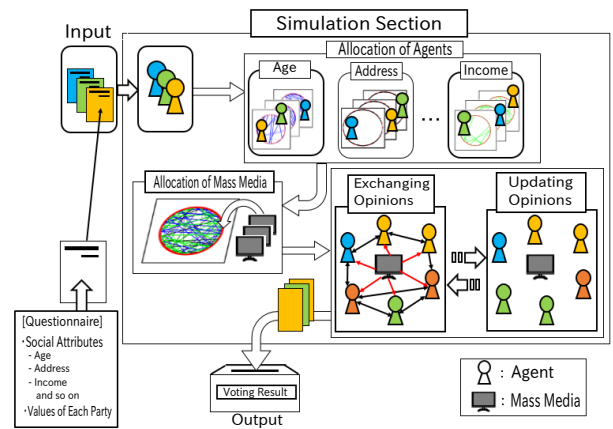 Simulation Section
Input
Allocation of Agents
Age
Address
Income
...
Allocation of Mass Media
Exchanging
Opinions
Updating
Opinions
[Questionnaire]
・Social Attributes
- Age
- Address
- Income
and so on
・Values of Each Party
Voting Result
Output
: Agent
: Mass Media